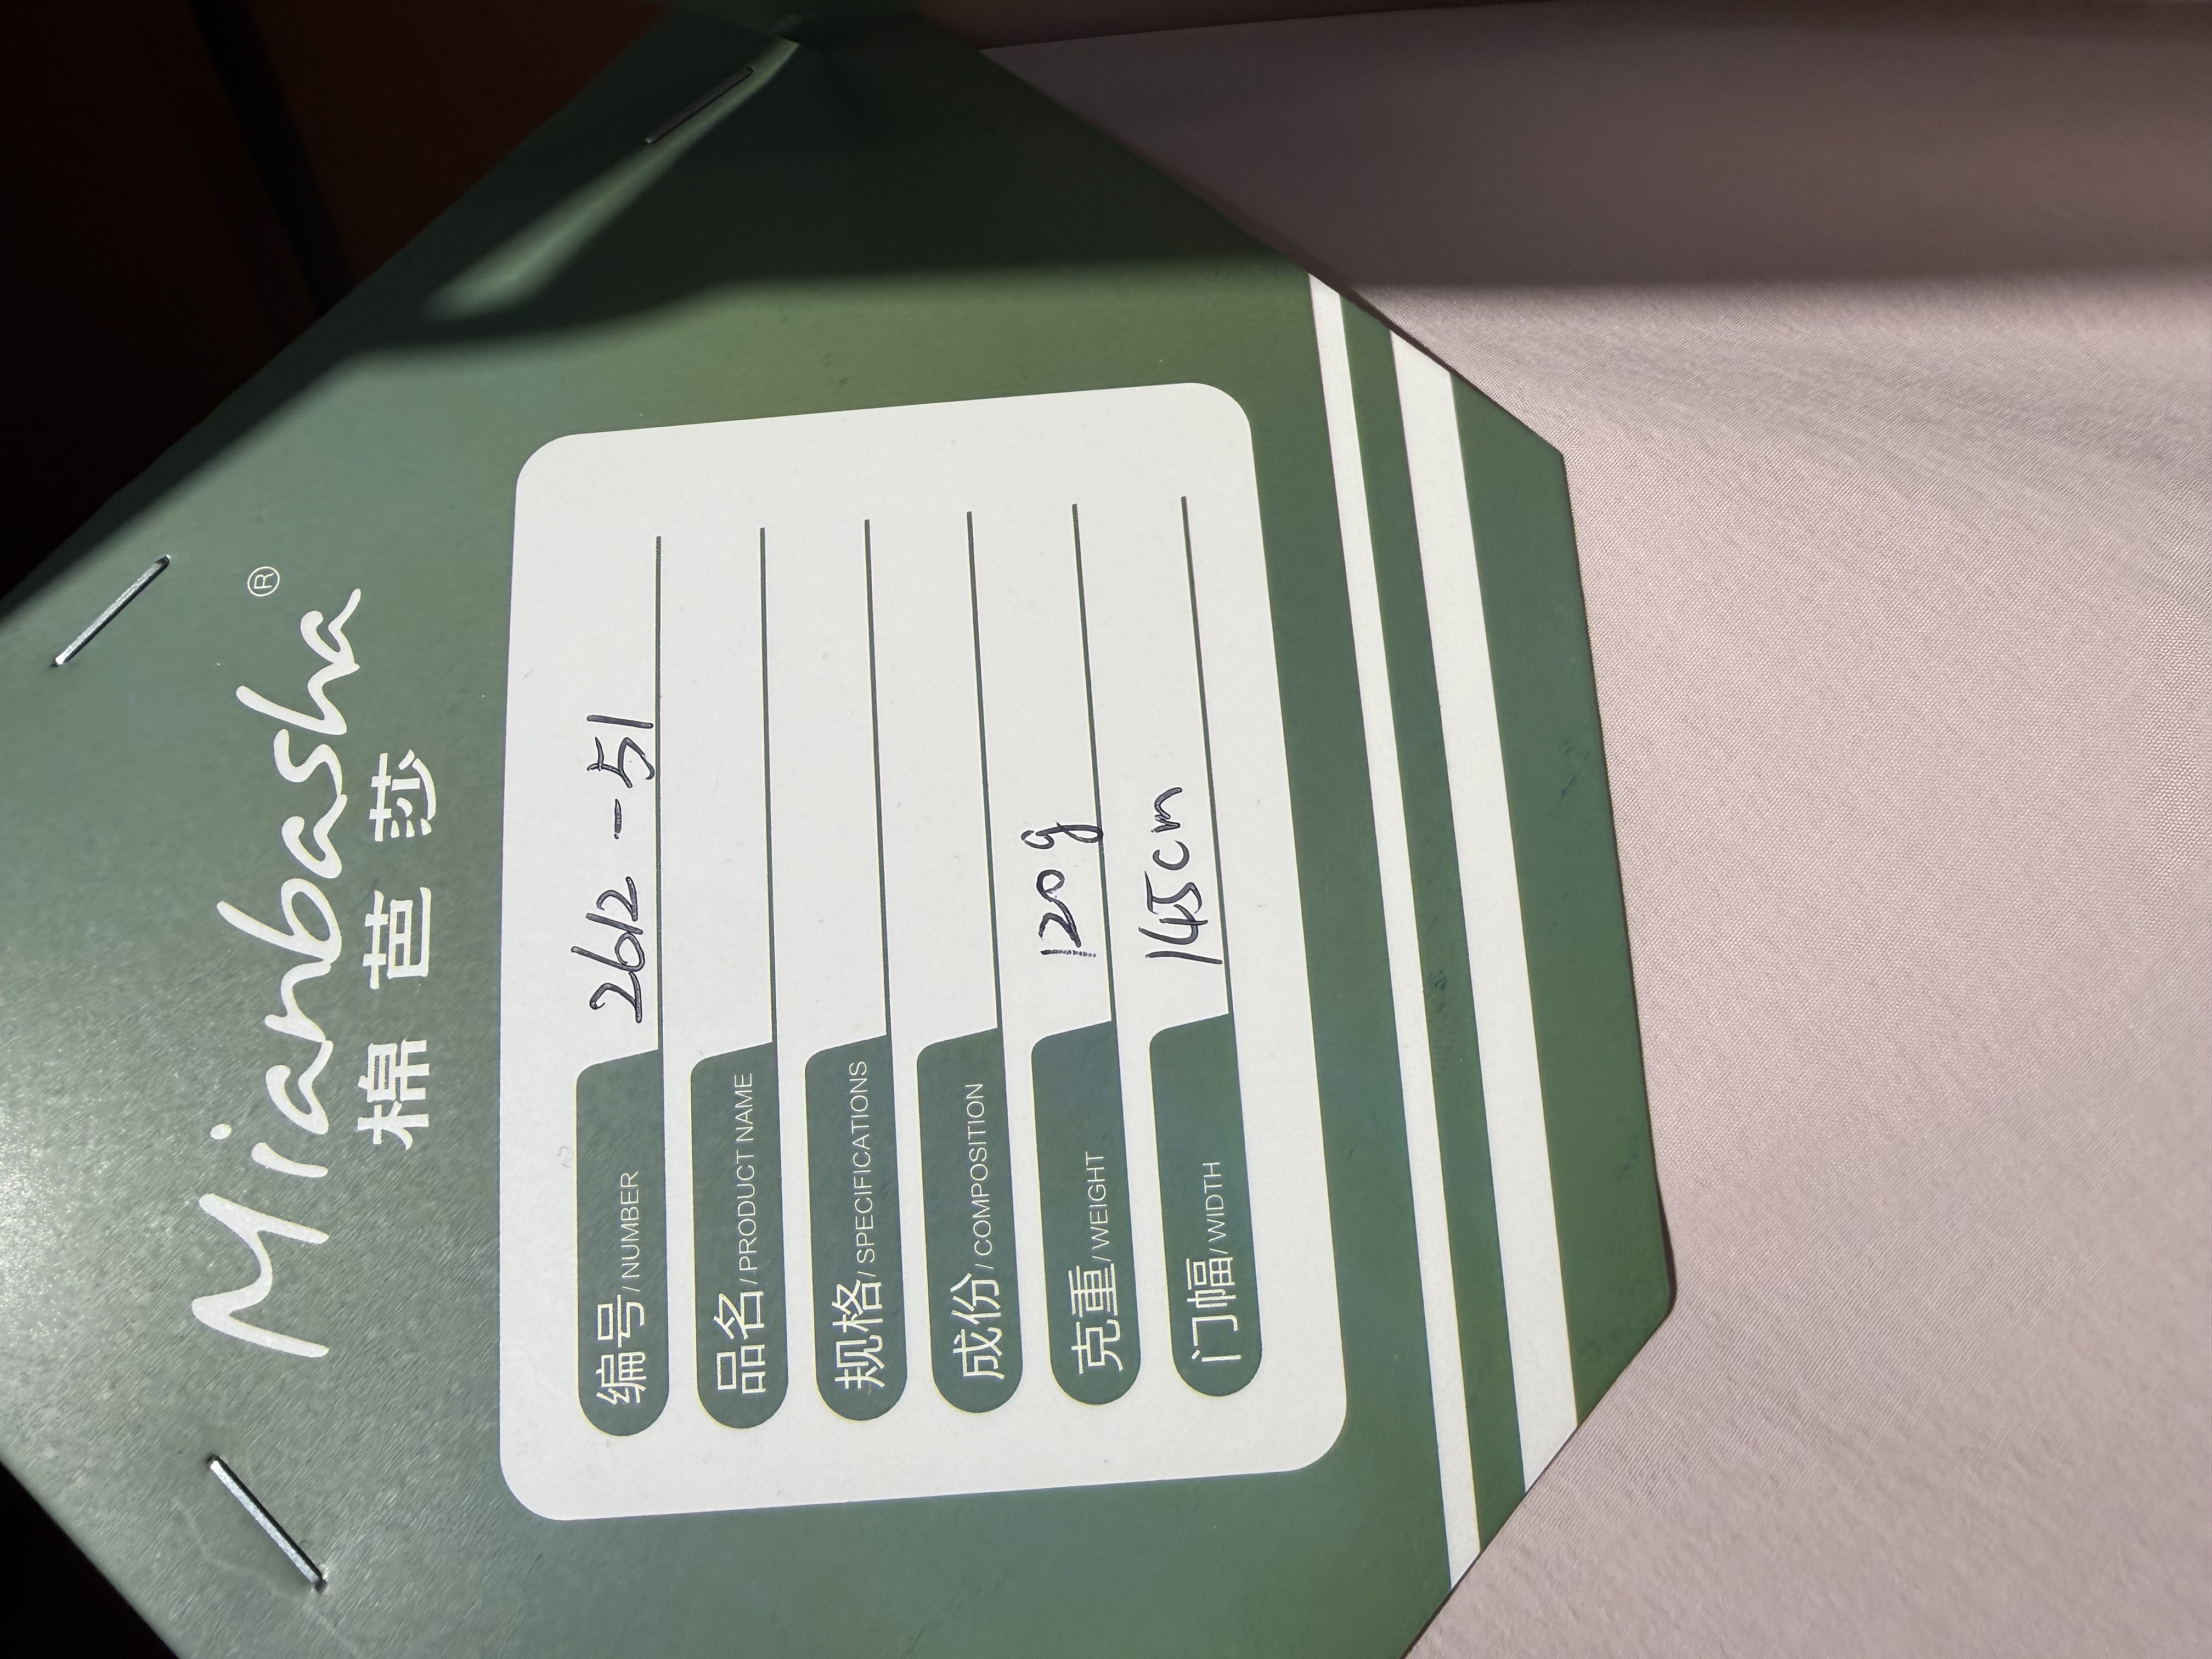 Mianbasha®
棉芭莎
编号/NUMBER 2612--51
品名/PRODUCT NAME
规格/SPECIFICATIONS
成份/COMPOSITION
克重/WEIGHT 120g
门幅/WIDTH 145cm